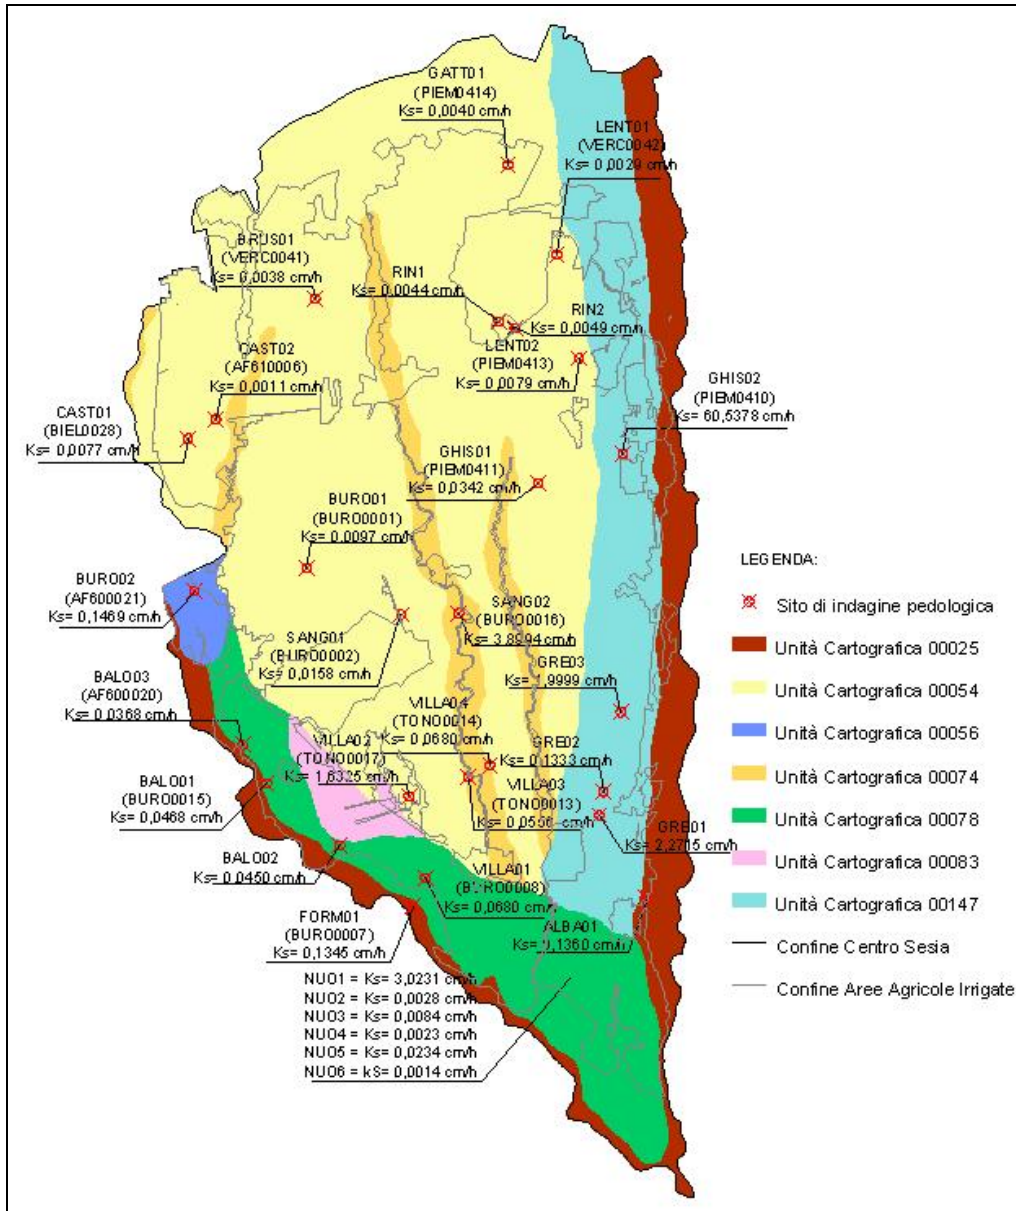 GATT01
(PIEM0414)
Ks= 0,0040 cm/h
LENT01
(VERC0042)
Ks= 0,0029 cm/h
BRUS01
(VERC0041)
Ks= 0,0038 cm/h
RIN1
Ks= 0,0044 cm/h
RIN2
Ks= 0,0049 cm/h
CAST02
(AF610006)
Ks= 0,0011 cm/h
LENT02
(PIEM0413)
Ks= 0,0079 cm/h
GHIS02
(PIEM0410)
Ks= 60,5378 cm/h
CAST01
(BIEL0028)
Ks= 0,0077 cm/h
GHIS01
(PIEM0411)
Ks= 0,0342 cm/h
BURO01
(BURO0001)
Ks= 0,0097 cm/h
BURO02
(AF600021)
Ks= 0,1469 cm/h
SANG02
(BURO0016)
Ks= 3,8994 cm/h
SANG01
(BURO0002)
Ks= 0,0158 cm/h
GRE03
Ks= 1,9999 cm/h
BALO03
(AF600020)
Ks= 0,0368 cm/h
VILLA04
(TONO0014)
Ks= 0,0680 cm/h
VILLA02
(TONO0017)
Ks= 1,6325 cm/h
GRE02
Ks= 0,1333 cm/h
BALO01
(BURO0015)
Ks= 0,0468 cm/h
VILLA03
(TONO0013)
Ks= 0,0556 cm/h
GRE01
Ks= 2,2715 cm/h
BALO02
Ks= 0,0450 cm/h
VILLA01
(BURO0008)
Ks= 0,0680 cm/h
FORM01
(BURO0007)
Ks= 0,1345 cm/h
ALBA01
Ks= 0,1360 cm/h
NUO1 = Ks= 3,0231 cm/h
NUO2 = Ks= 0,0028 cm/h
NUO3 = Ks= 0,0084 cm/h
NUO4 = Ks= 0,0023 cm/h
NUO5 = Ks= 0,0234 cm/h
NUO6 = kS= 0,0014 cm/h
LEGENDA:
Sito di indagine pedologica
Unità Cartografica 00025
Unità Cartografica 00054
Unità Cartografica 00056
Unità Cartografica 00074
Unità Cartografica 00078
Unità Cartografica 00083
Unità Cartografica 00147
Confine Centro Sesia
Confine Aree Agricole Irrigate